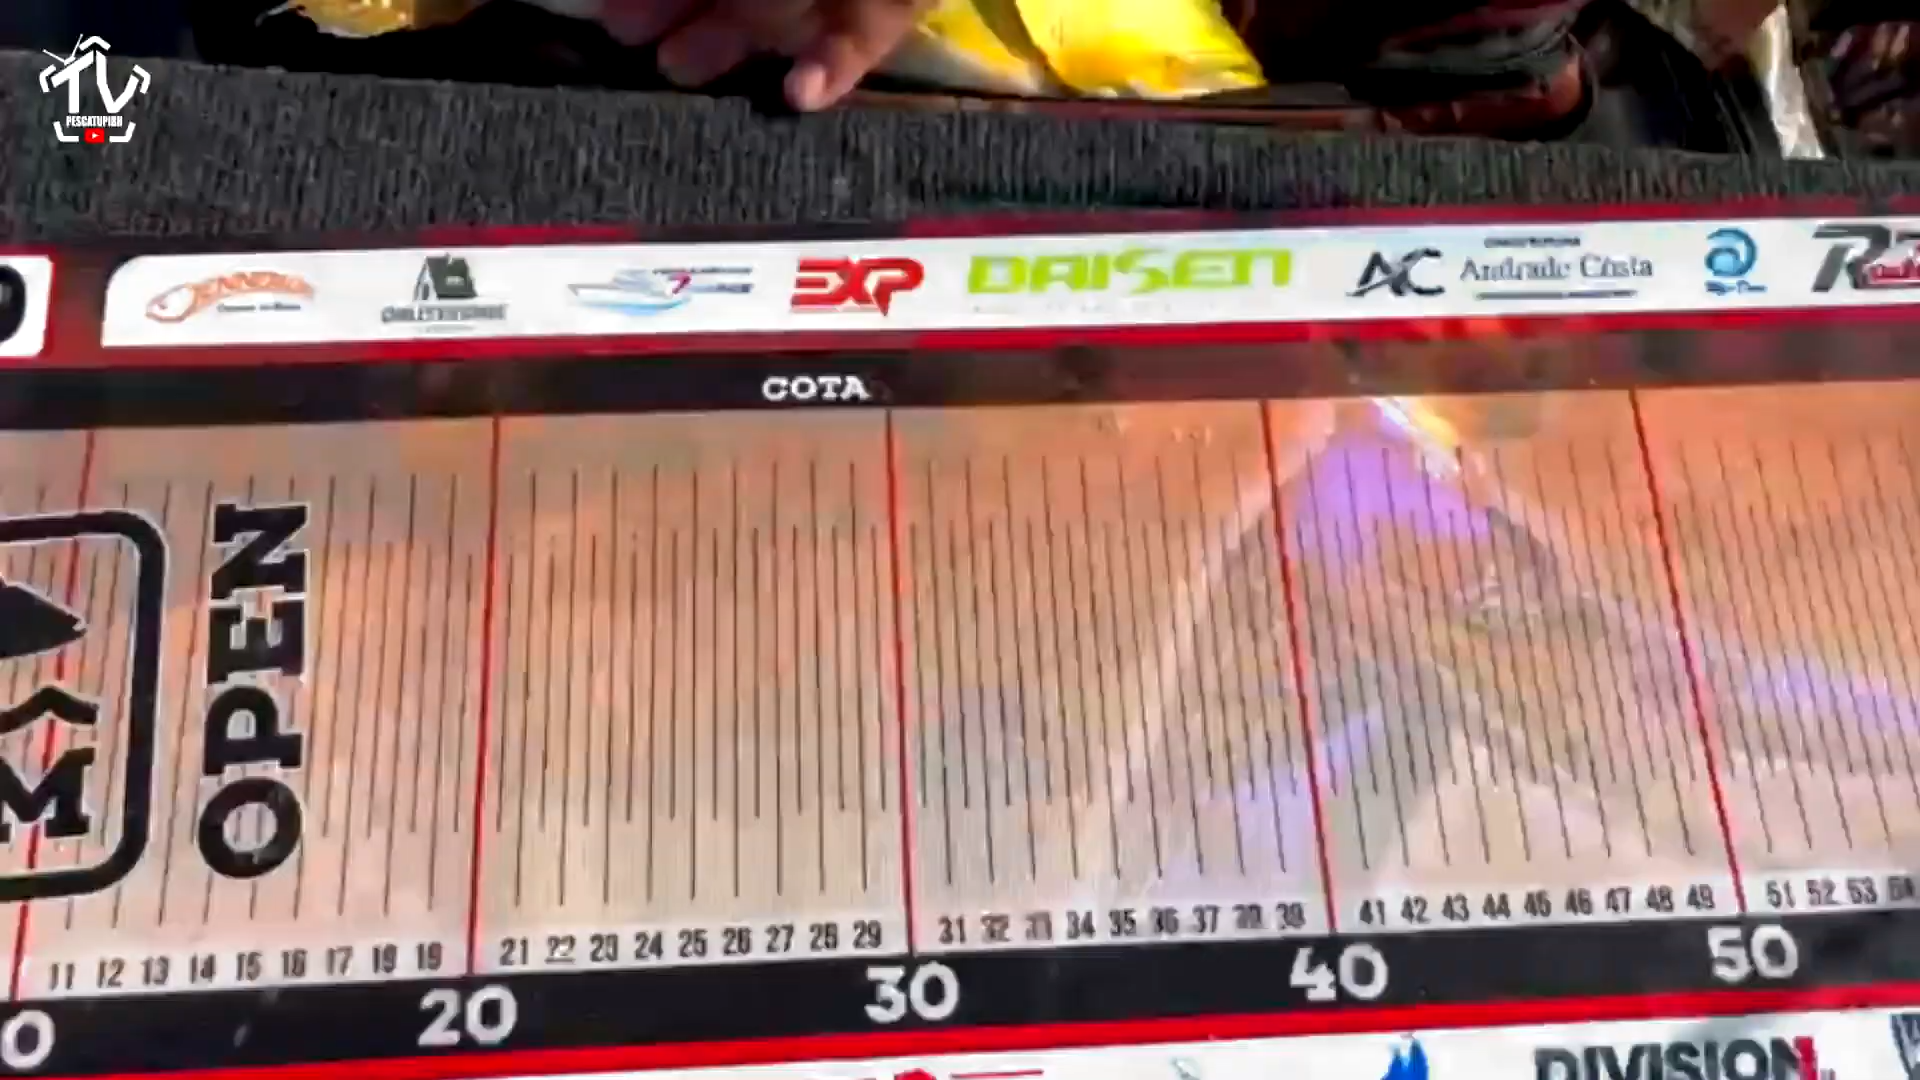 TV
PESCATUPIBH
EXP
DAISEN
AC Andrade Costa
COTA
OPEN
M
11 12 13 14 15 16 17 18 19
21 22 23 24 25 26 27 28 29
31 32 33 34 35 36 37 38 39
41 42 43 44 45 46 47 48 49
51 52 53
0 20 30 40 50
DIVISION